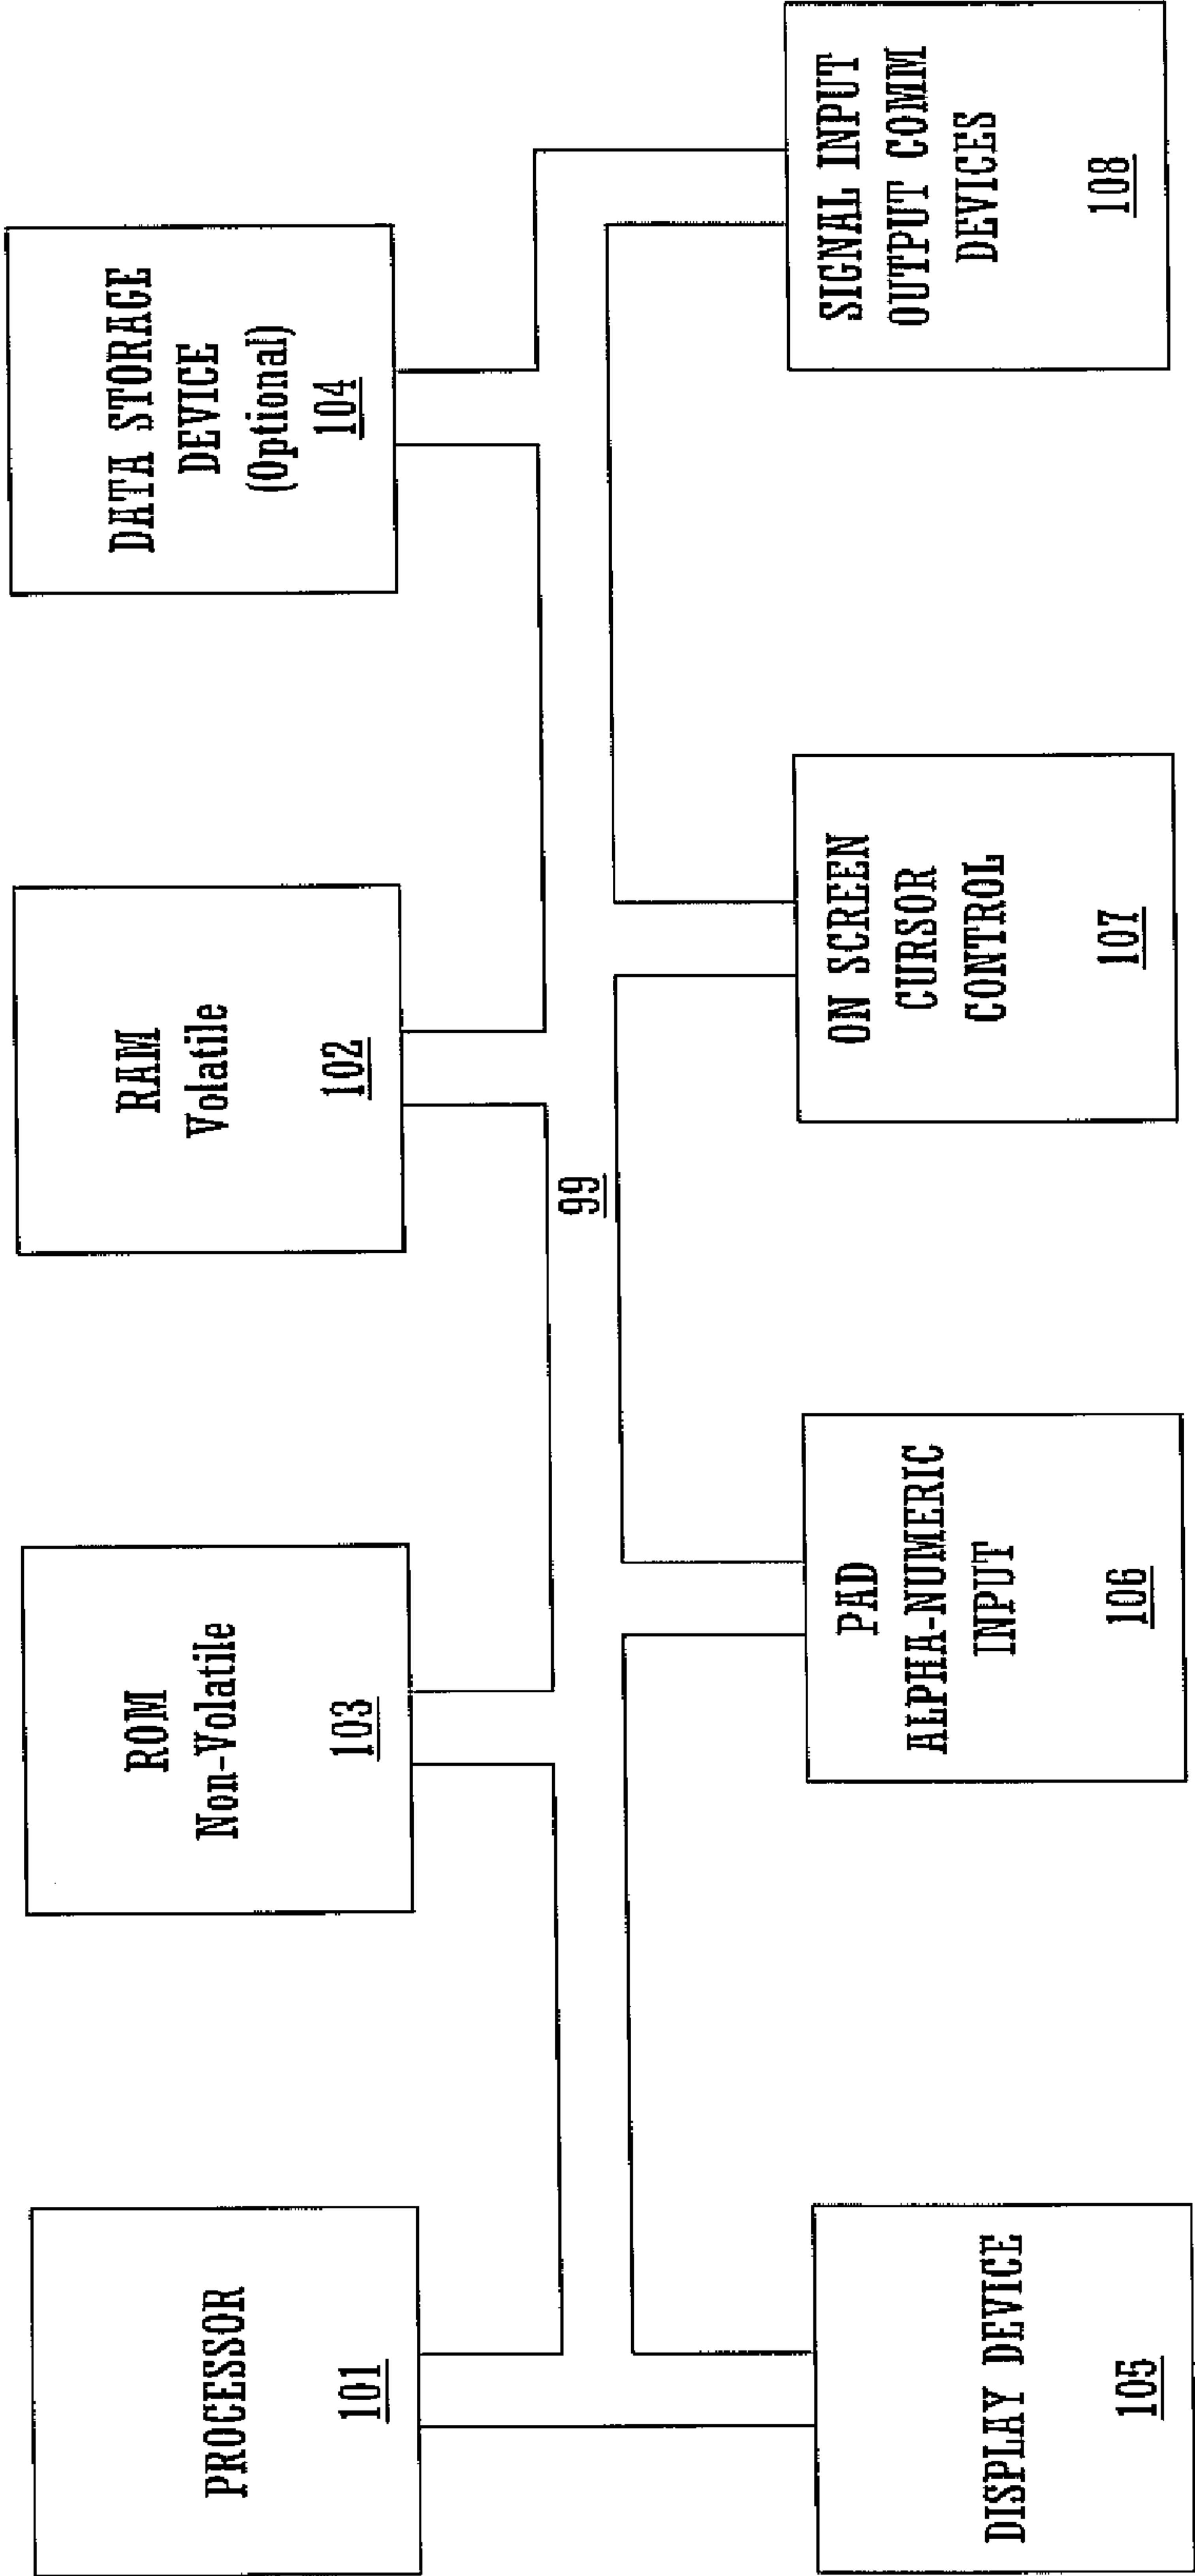 PROCESSOR
101
ROM
Non-Volatile
103
RAM
Volatile
102
DATA STORAGE
DEVICE
(Optional)
104
99
DISPLAY DEVICE
105
PAD
ALPHA-NUMERIC
INPUT
106
ON SCREEN
CURSOR
CONTROL
107
SIGNAL INPUT
OUTPUT COMM
DEVICES
108